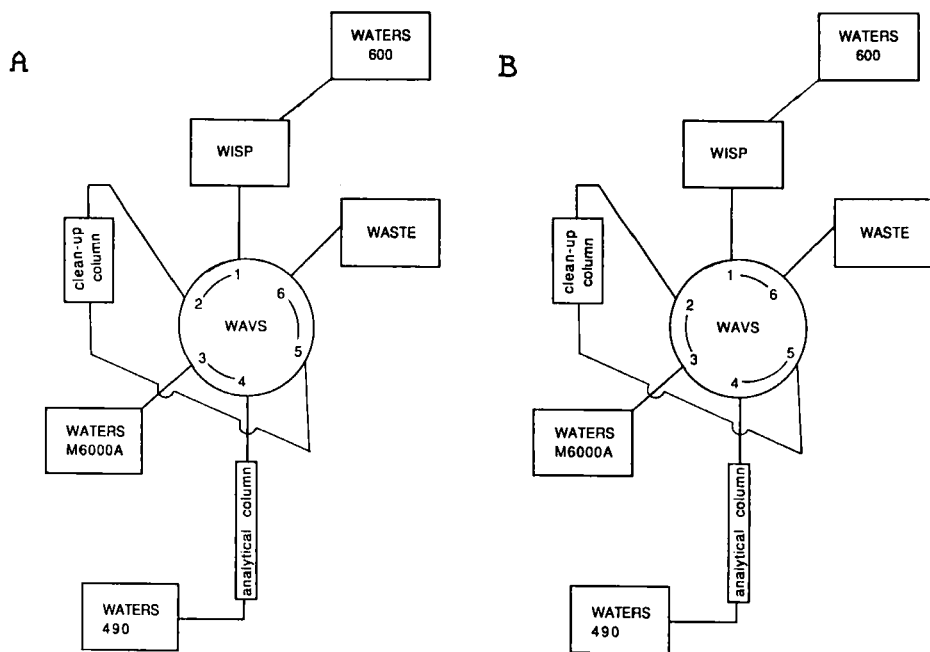 A
WATERS
600
WISP
clean-up
column
WASTE
1
2
6
WAVS
3
5
4
WATERS
M6000A
analytical column
WATERS
490
B
WATERS
600
WISP
clean-up
column
WASTE
1
6
2
WAVS
3
5
4
WATERS
M6000A
analytical column
WATERS
490